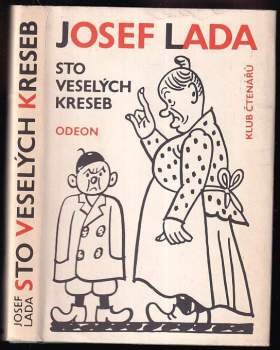 JOSEF LADA
STO
VESELÝCH
KRESEB
ODEON
KLUB ČTENÁŘŮ
JOSEF
LADA
STO VESELÝCH KRESEB